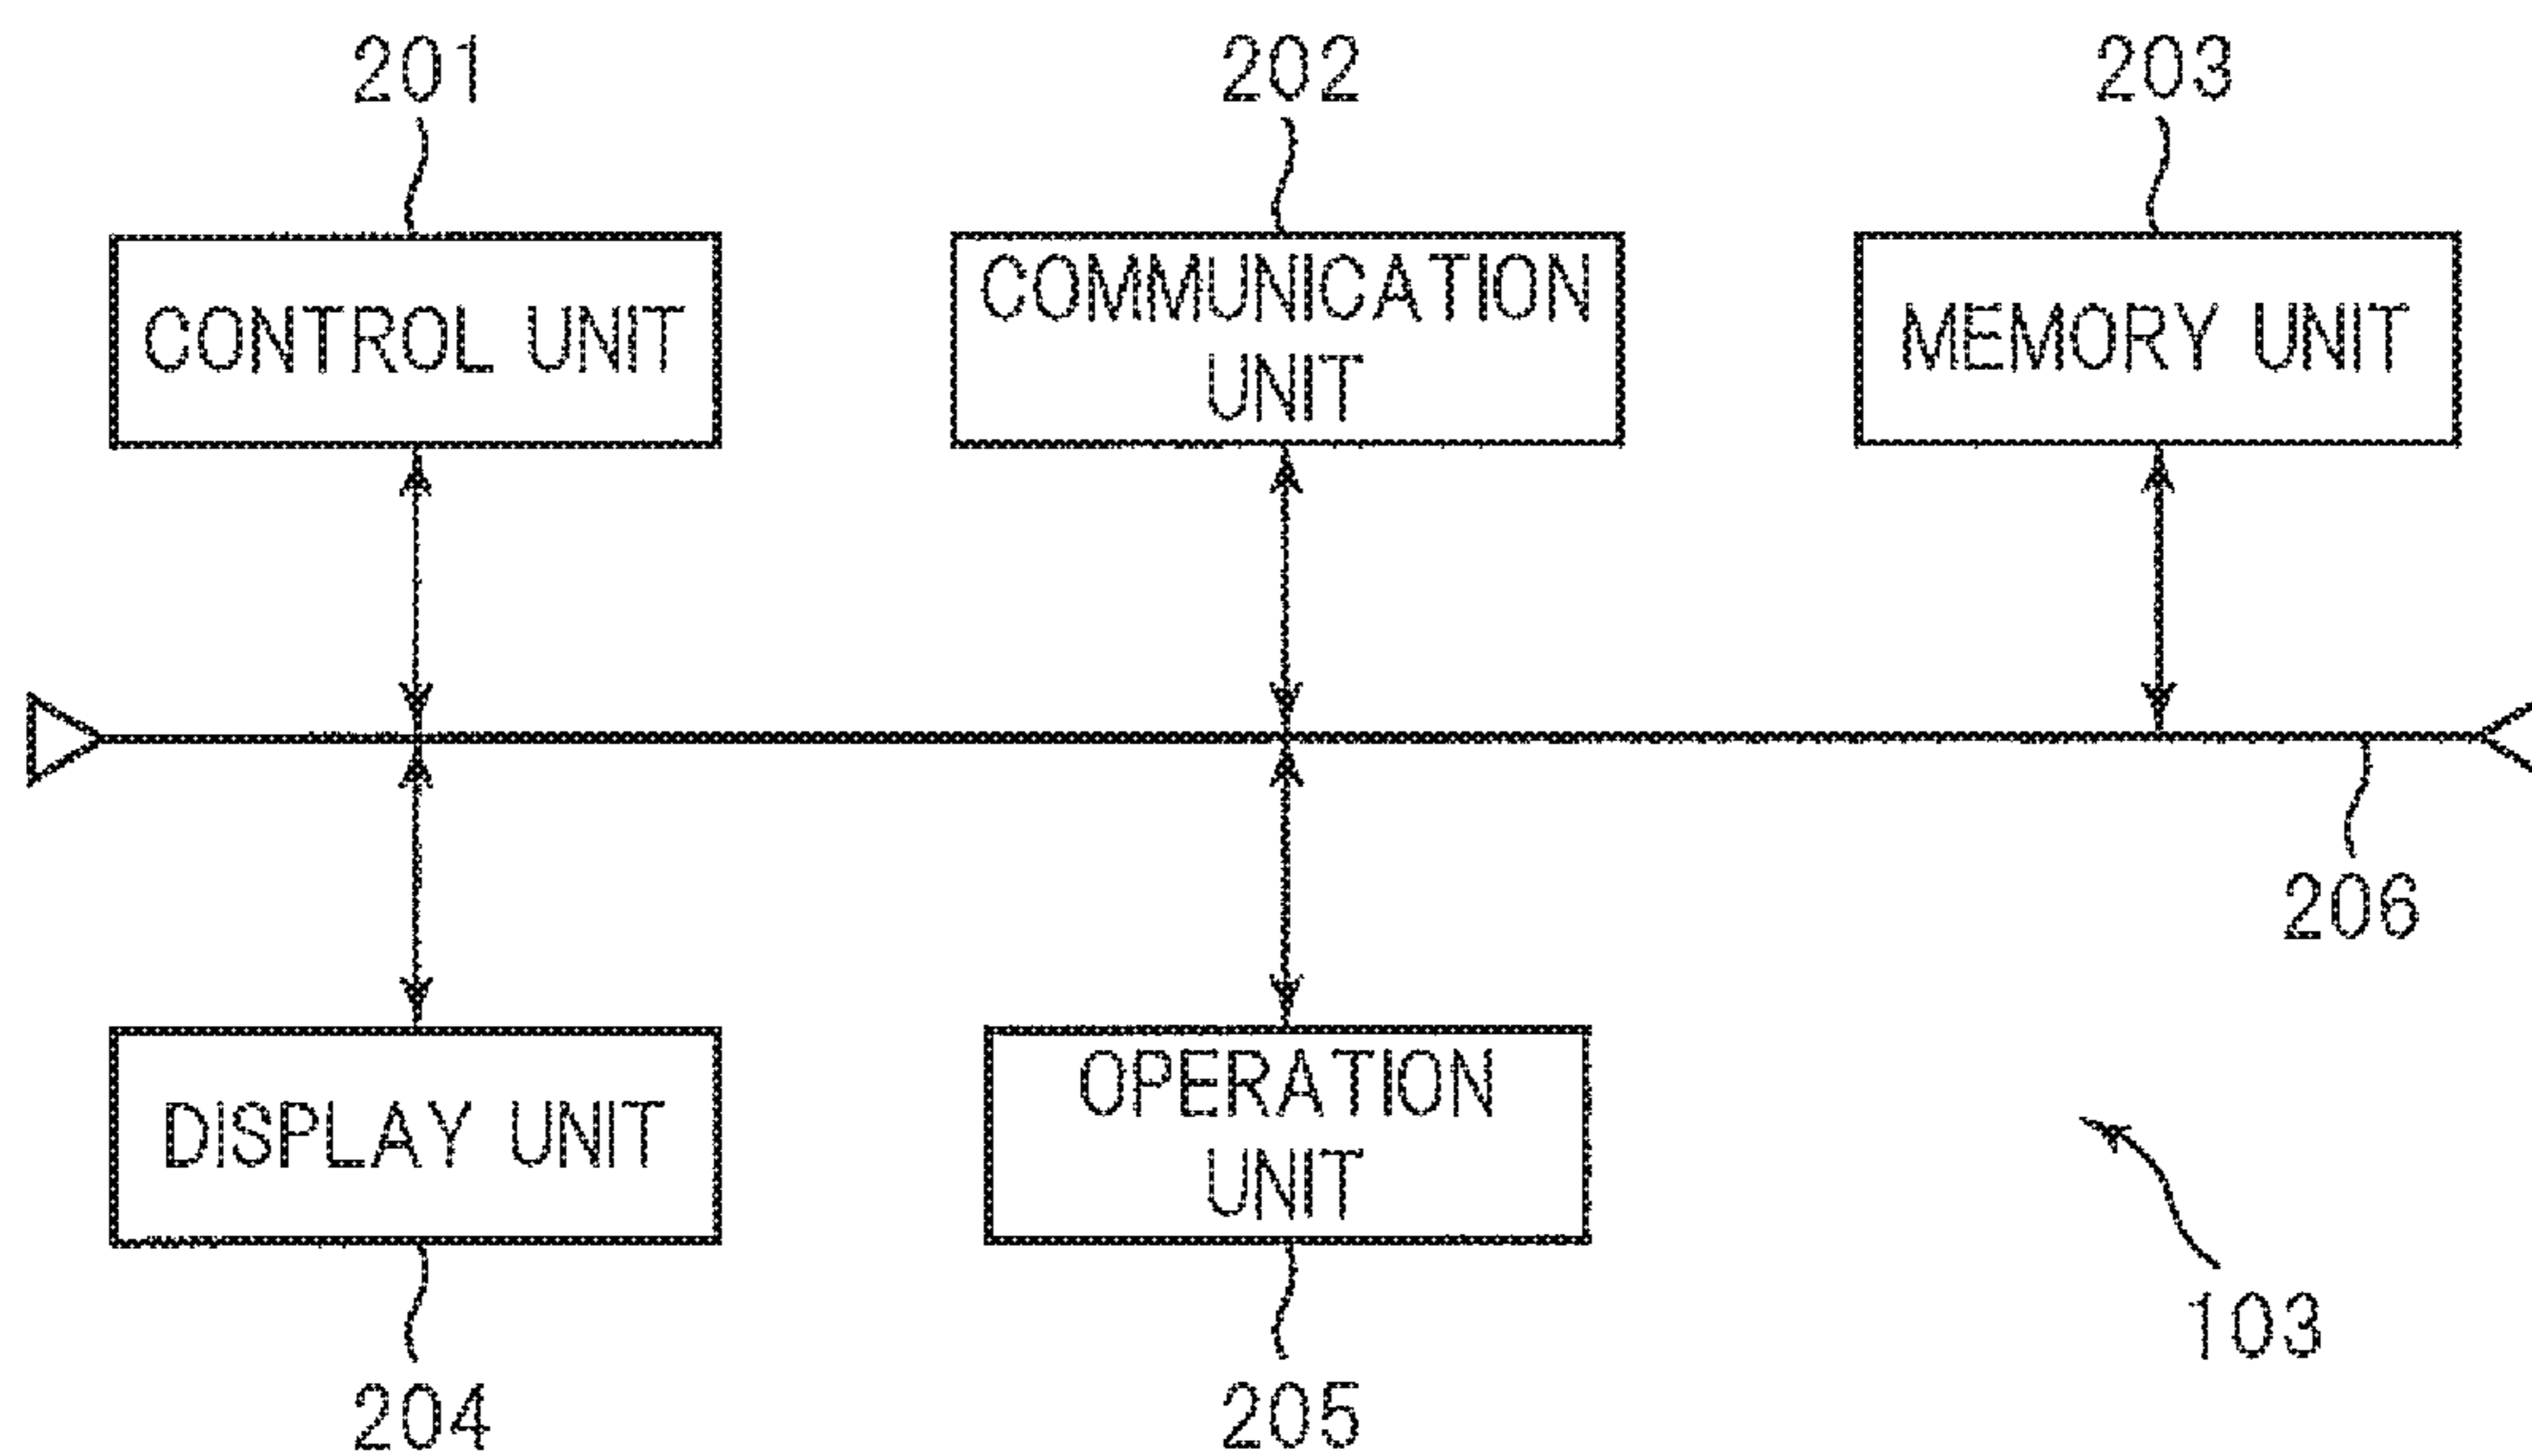 201
202
203
CONTROL UNIT
COMMUNICATION
UNIT
MEMORY UNIT
206
DISPLAY UNIT
OPERATION
UNIT
103
204
205